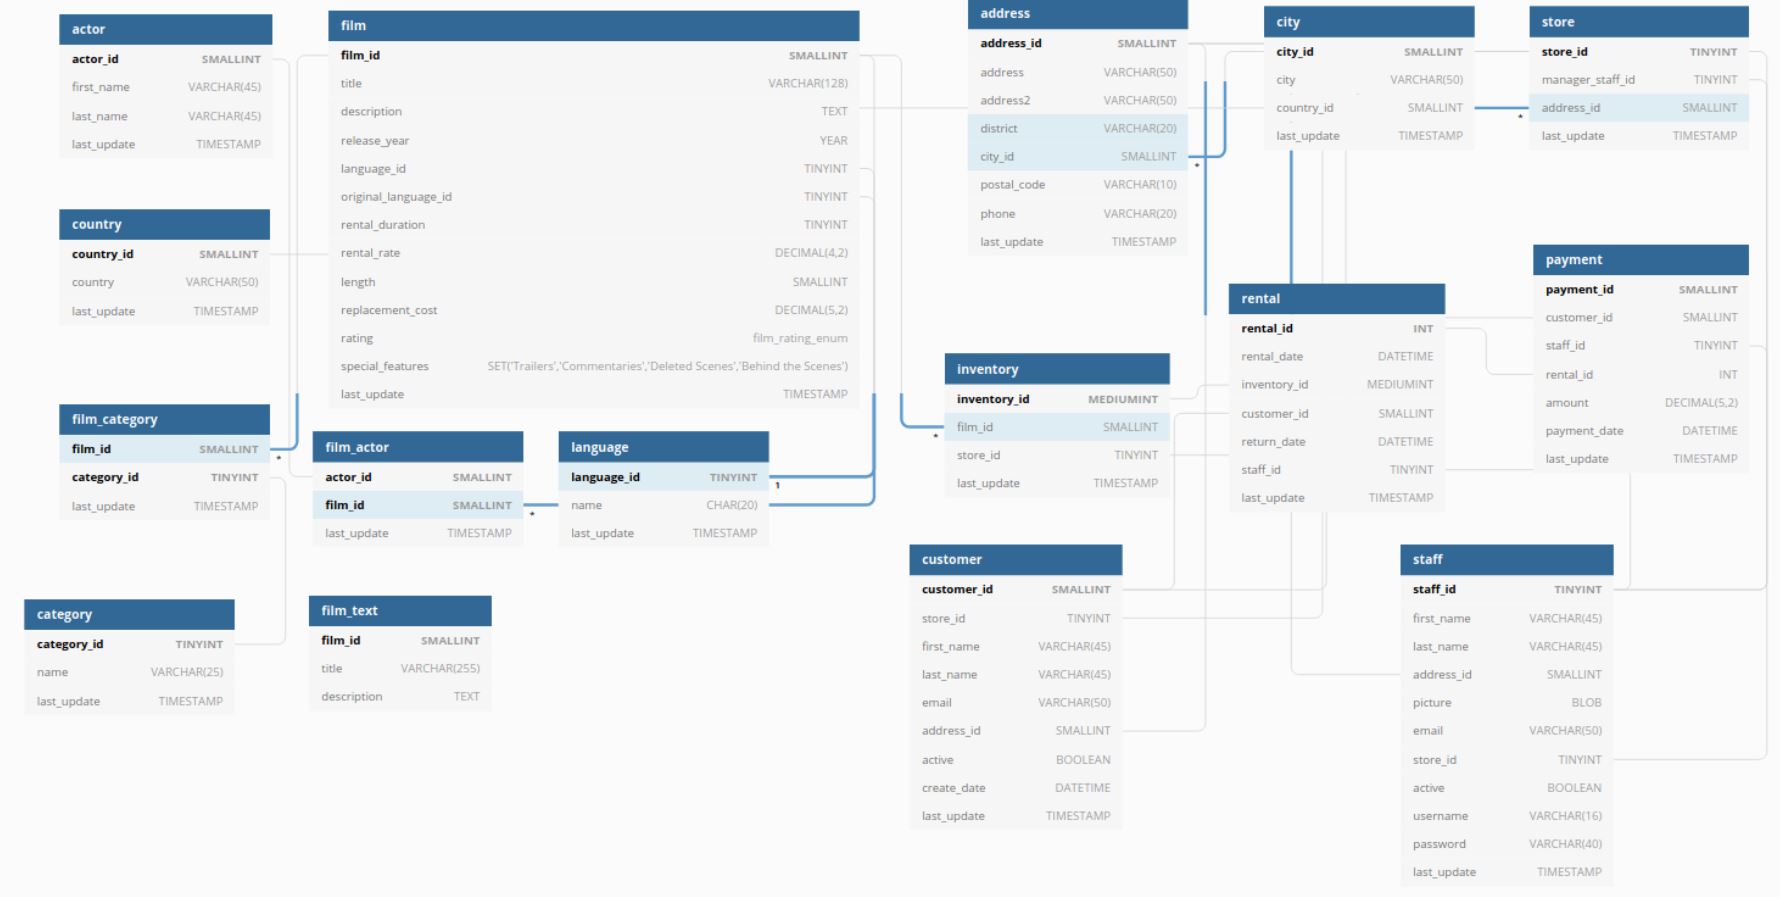 actor
actor_id SMALLINT
first_name VARCHAR(45)
last_name VARCHAR(45)
last_update TIMESTAMP
film
film_id SMALLINT
title VARCHAR(128)
description TEXT
release_year YEAR
language_id TINYINT
original_language_id TINYINT
rental_duration TINYINT
rental_rate DECIMAL(4,2)
length SMALLINT
replacement_cost DECIMAL(5,2)
rating film_rating_enum
special_features SET('Trailers','Commentaries','Deleted Scenes','Behind the Scenes')
last_update TIMESTAMP
address
address_id SMALLINT
address VARCHAR(50)
address2 VARCHAR(50)
district VARCHAR(20)
city_id SMALLINT
*
postal_code VARCHAR(10)
phone VARCHAR(20)
last_update TIMESTAMP
city
city_id SMALLINT
city VARCHAR(50)
country_id SMALLINT
last_update TIMESTAMP
store
store_id TINYINT
manager_staff_id TINYINT
address_id SMALLINT
*
last_update TIMESTAMP
country
country_id SMALLINT
country VARCHAR(50)
last_update TIMESTAMP
payment
payment_id SMALLINT
customer_id SMALLINT
staff_id TINYINT
rental_id INT
amount DECIMAL(5,2)
payment_date DATETIME
last_update TIMESTAMP
rental
rental_id INT
rental_date DATETIME
inventory_id MEDIUMINT
customer_id SMALLINT
return_date DATETIME
staff_id TINYINT
last_update TIMESTAMP
inventory
inventory_id MEDIUMINT
film_id SMALLINT
*
store_id TINYINT
last_update TIMESTAMP
film_category
film_id SMALLINT
*
category_id TINYINT
last_update TIMESTAMP
film_actor
actor_id SMALLINT
film_id SMALLINT
*
last_update TIMESTAMP
language
language_id TINYINT
1
name CHAR(20)
last_update TIMESTAMP
category
category_id TINYINT
name VARCHAR(25)
last_update TIMESTAMP
film_text
film_id SMALLINT
title VARCHAR(255)
description TEXT
customer
customer_id SMALLINT
store_id TINYINT
first_name VARCHAR(45)
last_name VARCHAR(45)
email VARCHAR(50)
address_id SMALLINT
active BOOLEAN
create_date DATETIME
last_update TIMESTAMP
staff
staff_id TINYINT
first_name VARCHAR(45)
last_name VARCHAR(45)
address_id SMALLINT
picture BLOB
email VARCHAR(50)
store_id TINYINT
active BOOLEAN
username VARCHAR(16)
password VARCHAR(40)
last_update TIMESTAMP